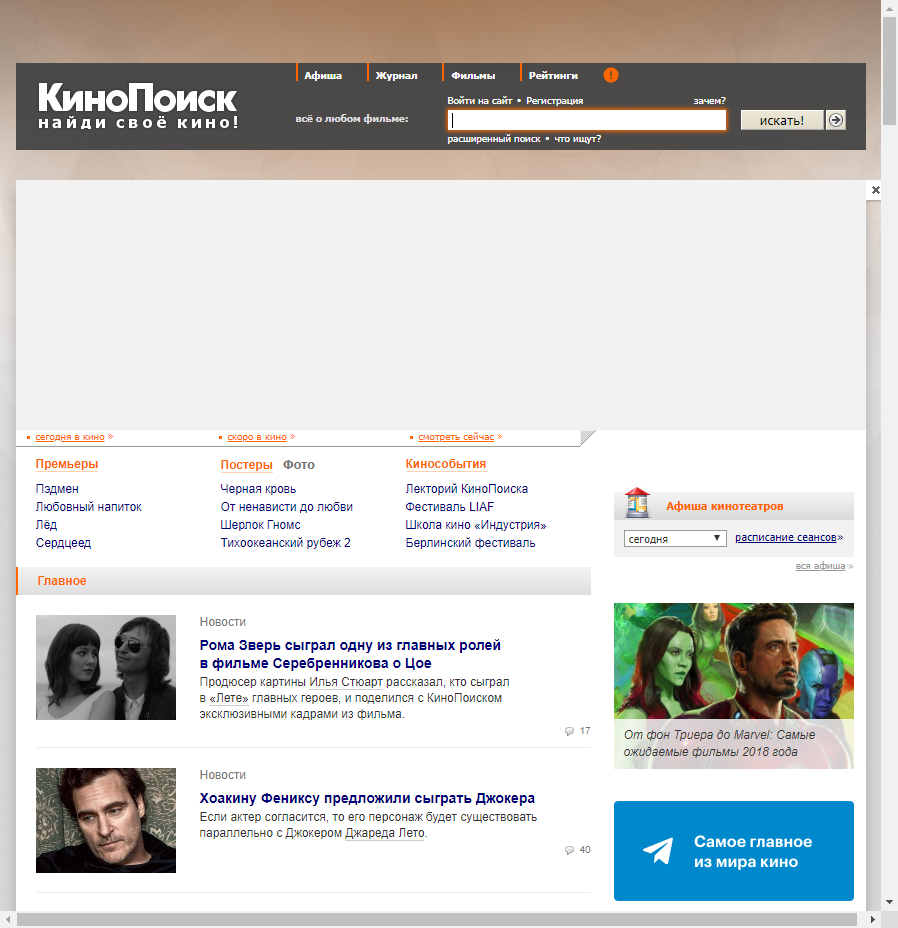 Афиша Журнал Фильмы Рейтинги !
КиноПоиск
найди своё кино!
Войти на сайт • Регистрация зачем?
всё о любом фильме: искать!
расширенный поиск • что ищут?
сегодня в кино » скоро в кино » смотреть сейчас »
Премьеры
Пэдмен
Любовный напиток
Лёд
Сердцеед
Постеры Фото
Черная кровь
От ненависти до любви
Шерлок Гномс
Тихоокеанский рубеж 2
Кинособытия
Лекторий КиноПоиска
Фестиваль LIAF
Школа кино «Индустрия»
Берлинский фестиваль
Главное
Новости
Рома Зверь сыграл одну из главных ролей
в фильме Серебренникова о Цое
Продюсер картины Илья Стюарт рассказал, кто сыграл
в «Лете» главных героев, и поделился с КиноПоиском
эксклюзивными кадрами из фильма.
17
Новости
Хоакину Фениксу предложили сыграть Джокера
Если актер согласится, то его персонаж будет существовать
параллельно с Джокером Джареда Лето.
40
Афиша кинотеатров
сегодня расписание сеансов»
вся афиша »
От фон Триера до Marvel: Самые
ожидаемые фильмы 2018 года
Самое главное
из мира кино